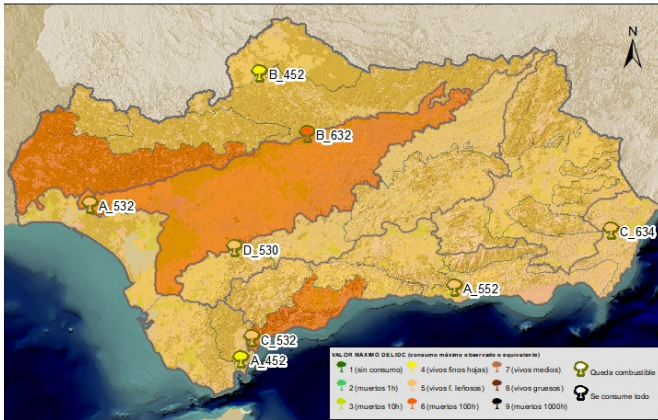 N
B_452
B_632
A_532
C_634
D_530
A_552
C_532
A_452
VALOR MÁXIMO DEL IDC (consumo máximo observado o equivalente)
1 (sin consumo)
4 (vivos finos hojas)
7 (vivos medios)
Queda combustible
2 (muertos 1h)
5 (vivos f. leñosos)
8 (vivos gruesos)
3 (muertos 10h)
6 (muertos 100h)
9 (muertos 1000h)
Se consume todo